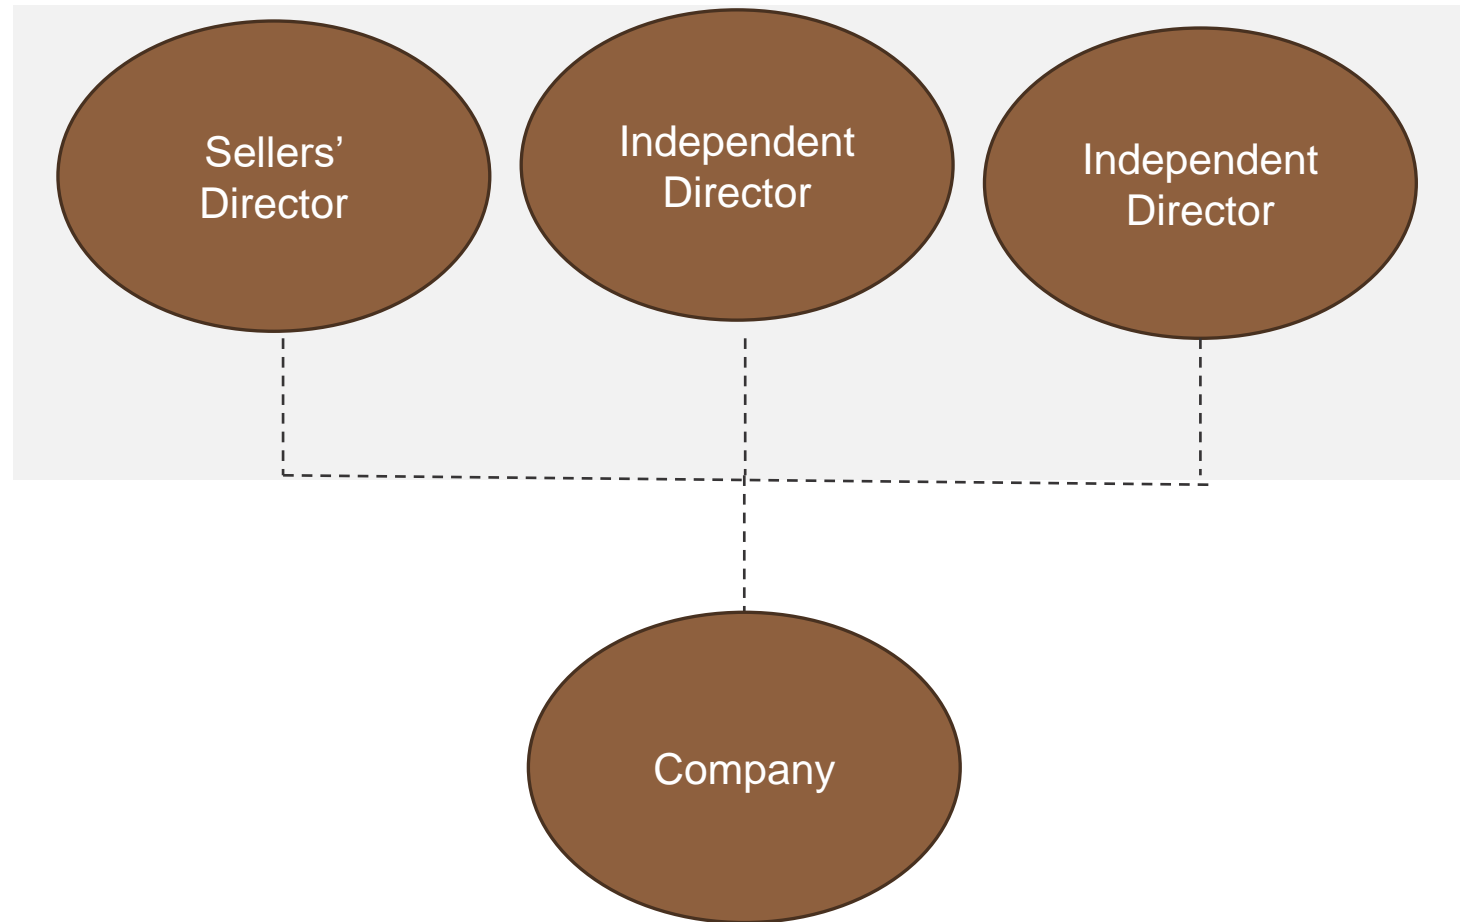 Sellers’
Director
Independent
Director
Independent
Director
Company